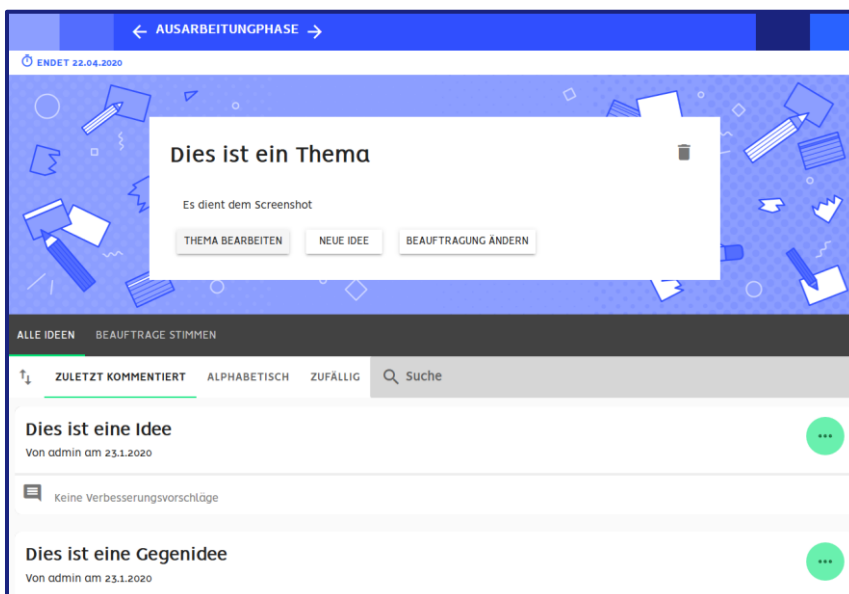 AUSARBEITUNGPHASE
ENDET 22.04.2020
Dies ist ein Thema
Es dient dem Screenshot
THEMA BEARBEITEN NEUE IDEE BEAUFTRAGUNG ÄNDERN
ALLE IDEEN BEAUFTRAGE STIMMEN
ZULETZT KOMMENTIERT ALPHABETISCH ZUFÄLLIG Suche
Dies ist eine Idee
Von admin am 23.1.2020
Keine Verbesserungsvorschläge
Dies ist eine Gegenidee
Von admin am 23.1.2020